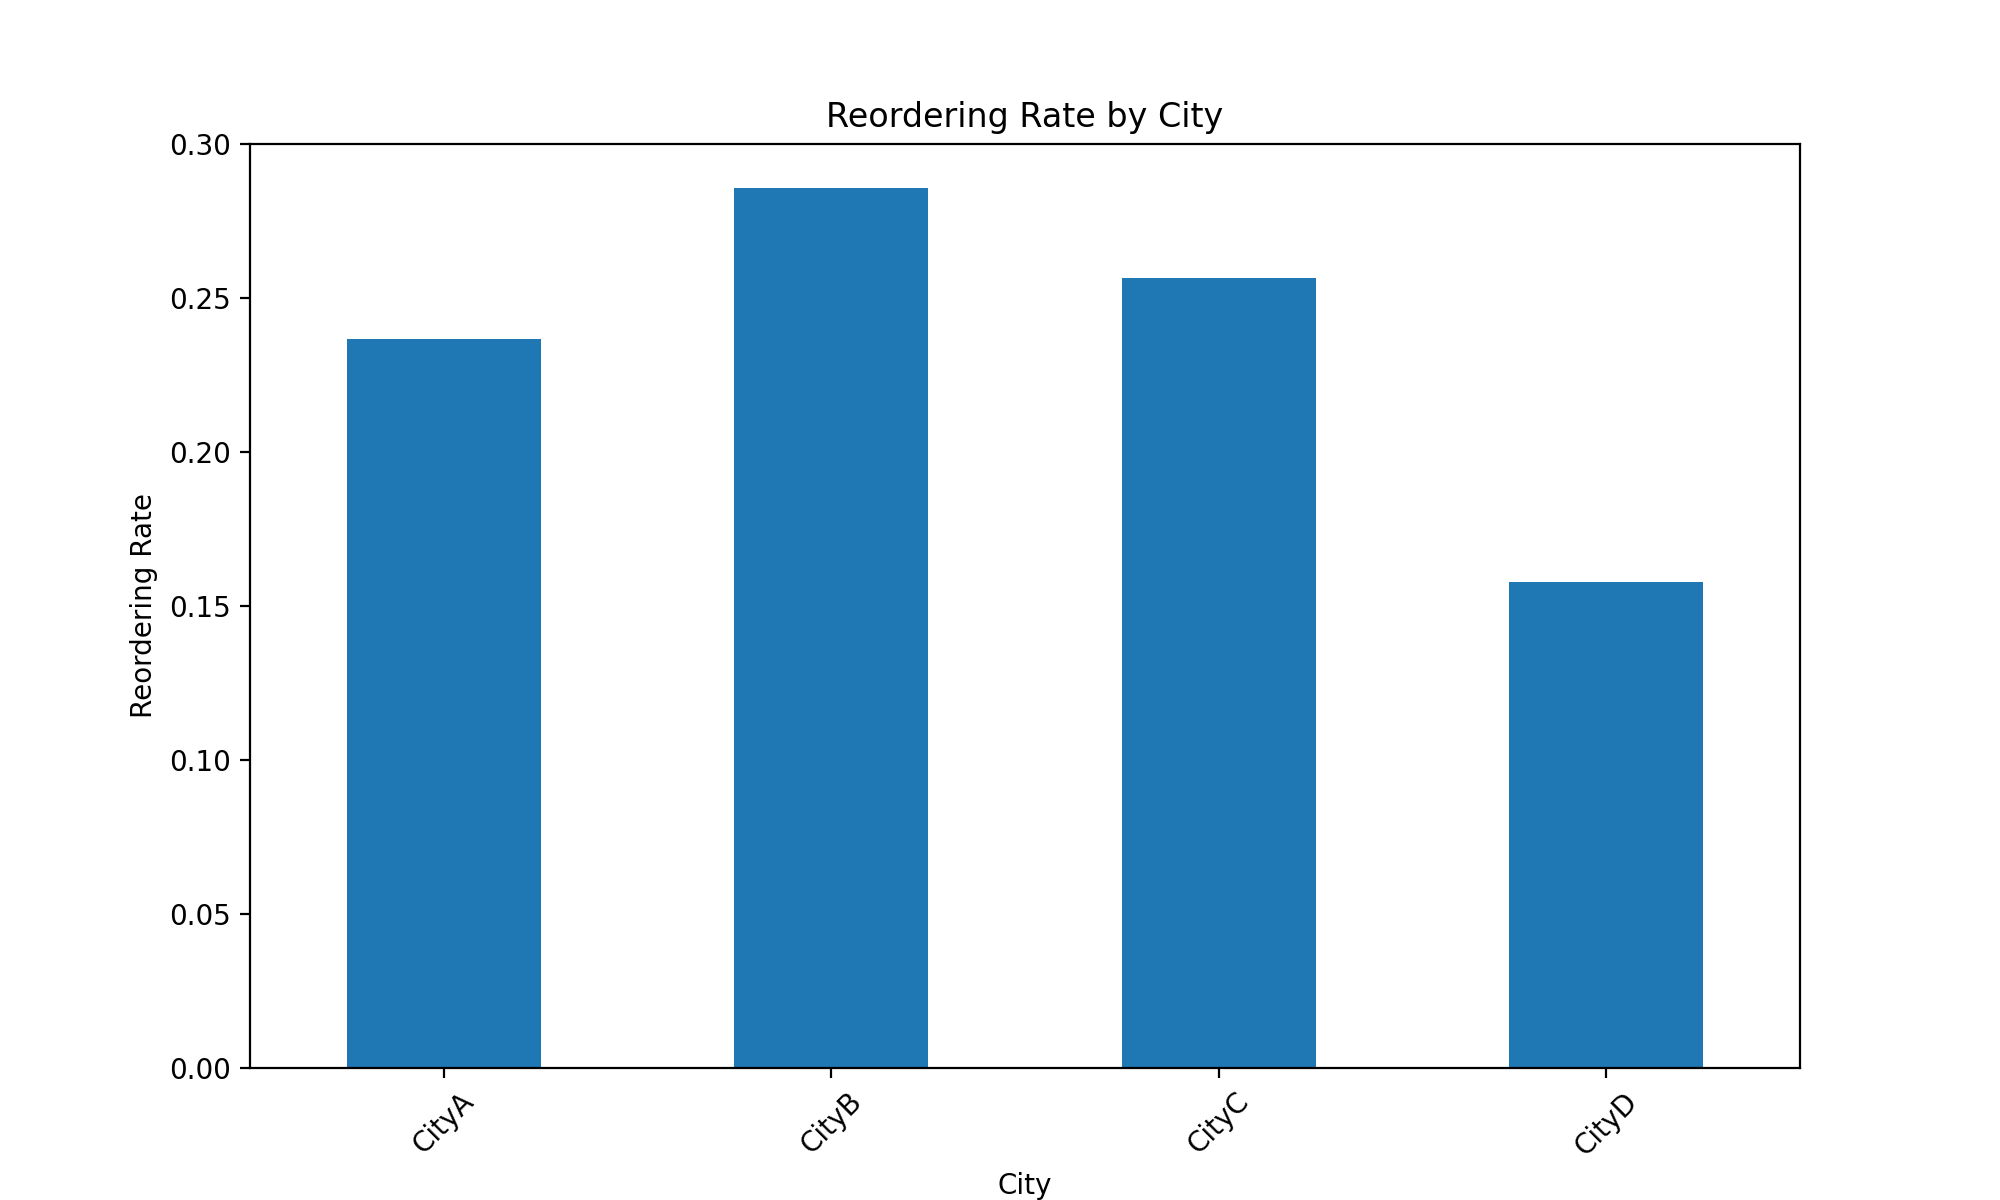 Reordering Rate by City
0.30
0.25
0.20
0.15
0.10
0.05
0.00
Reordering Rate
CityA
CityB
CityC
CityD
City